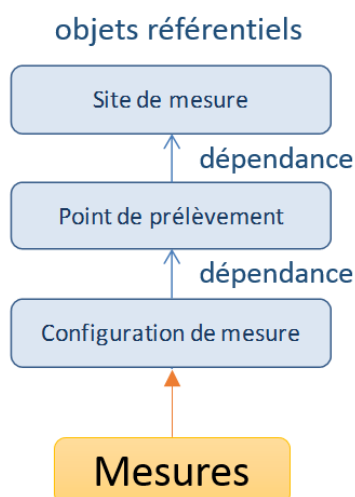 objets référentiels
Site de mesure
dépendance
Point de prélèvement
dépendance
Configuration de mesure
Mesures